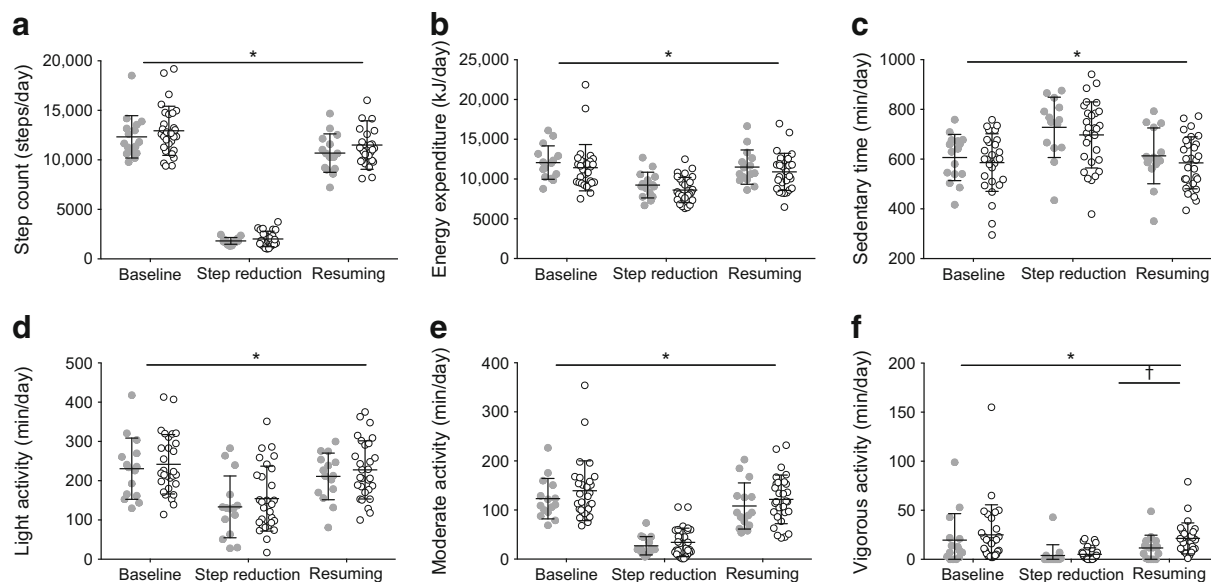 a
Step count (steps/day)
20,000
15,000
10,000
5000
0
*
Baseline
Step reduction
Resuming
b
Energy expenditure (kJ/day)
25,000
20,000
15,000
10,000
5000
0
*
Baseline
Step reduction
Resuming
c
Sedentary time (min/day)
1000
800
600
400
200
*
Baseline
Step reduction
Resuming
d
Light activity (min/day)
500
400
300
200
100
0
*
Baseline
Step reduction
Resuming
e
Moderate activity (min/day)
400
300
200
100
0
*
Baseline
Step reduction
Resuming
f
Vigorous activity (min/day)
200
150
100
50
0
*
†
Baseline
Step reduction
Resuming